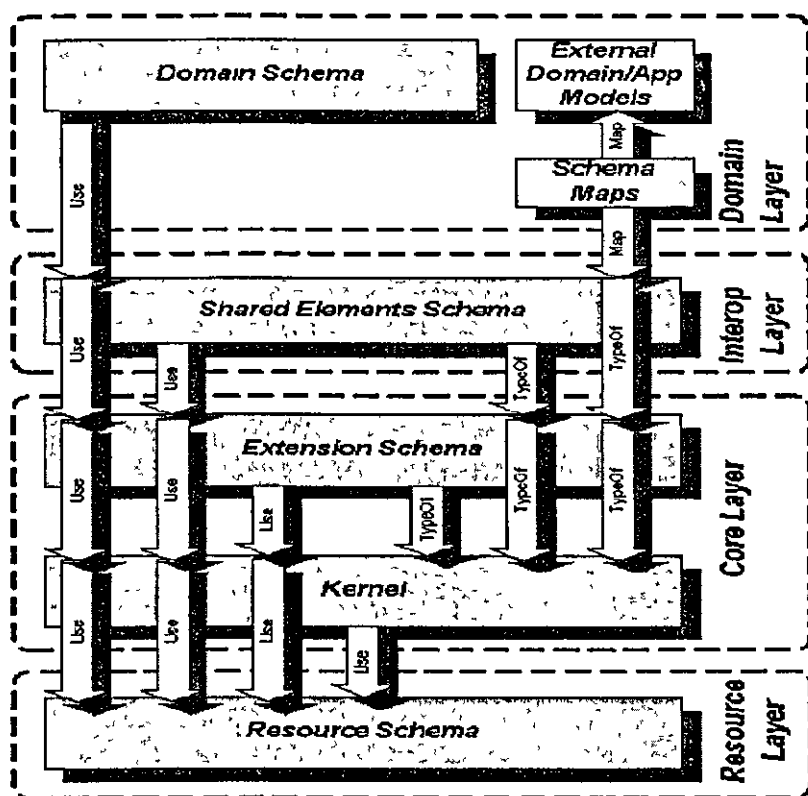 Domain Schema
External
Domain/App
Models
Map
Schema
Maps
Use
Map
Domain
Layer
Shared Elements Schema
Use
Use
TypeOf
TypeOf
Interop
Layer
Extension Schema
Use
Use
Use
TypeOf
TypeOf
TypeOf
Core Layer
Kernel
Use
Use
Use
Use
Resource Schema
Resource
Layer